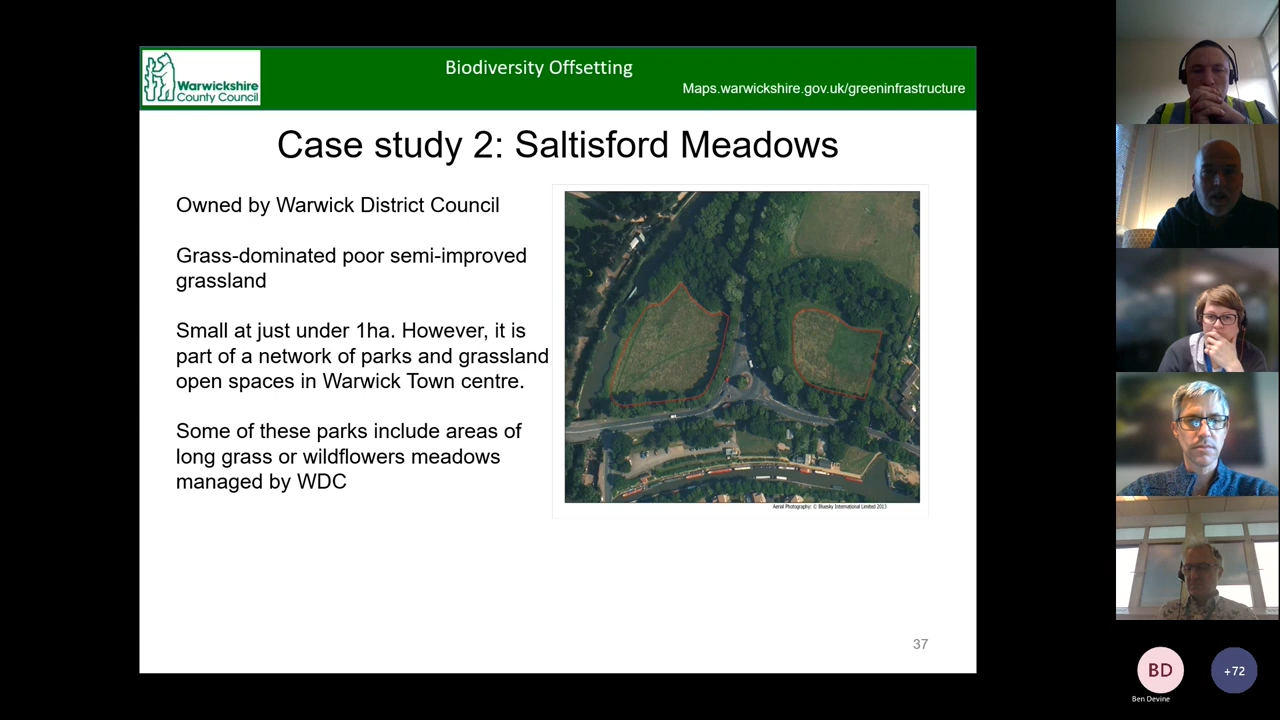 Warwickshire
County Council
Biodiversity Offsetting
Maps.warwickshire.gov.uk/greeninfrastructure
Case study 2: Saltisford Meadows
Owned by Warwick District Council
Grass-dominated poor semi-improved
grassland
Small at just under 1ha. However, it is
part of a network of parks and grassland
open spaces in Warwick Town centre.
Some of these parks include areas of
long grass or wildflowers meadows
managed by WDC
Aerial Photography: © Bluesky International Limited 2013
37
BD
Ben Devine
+72